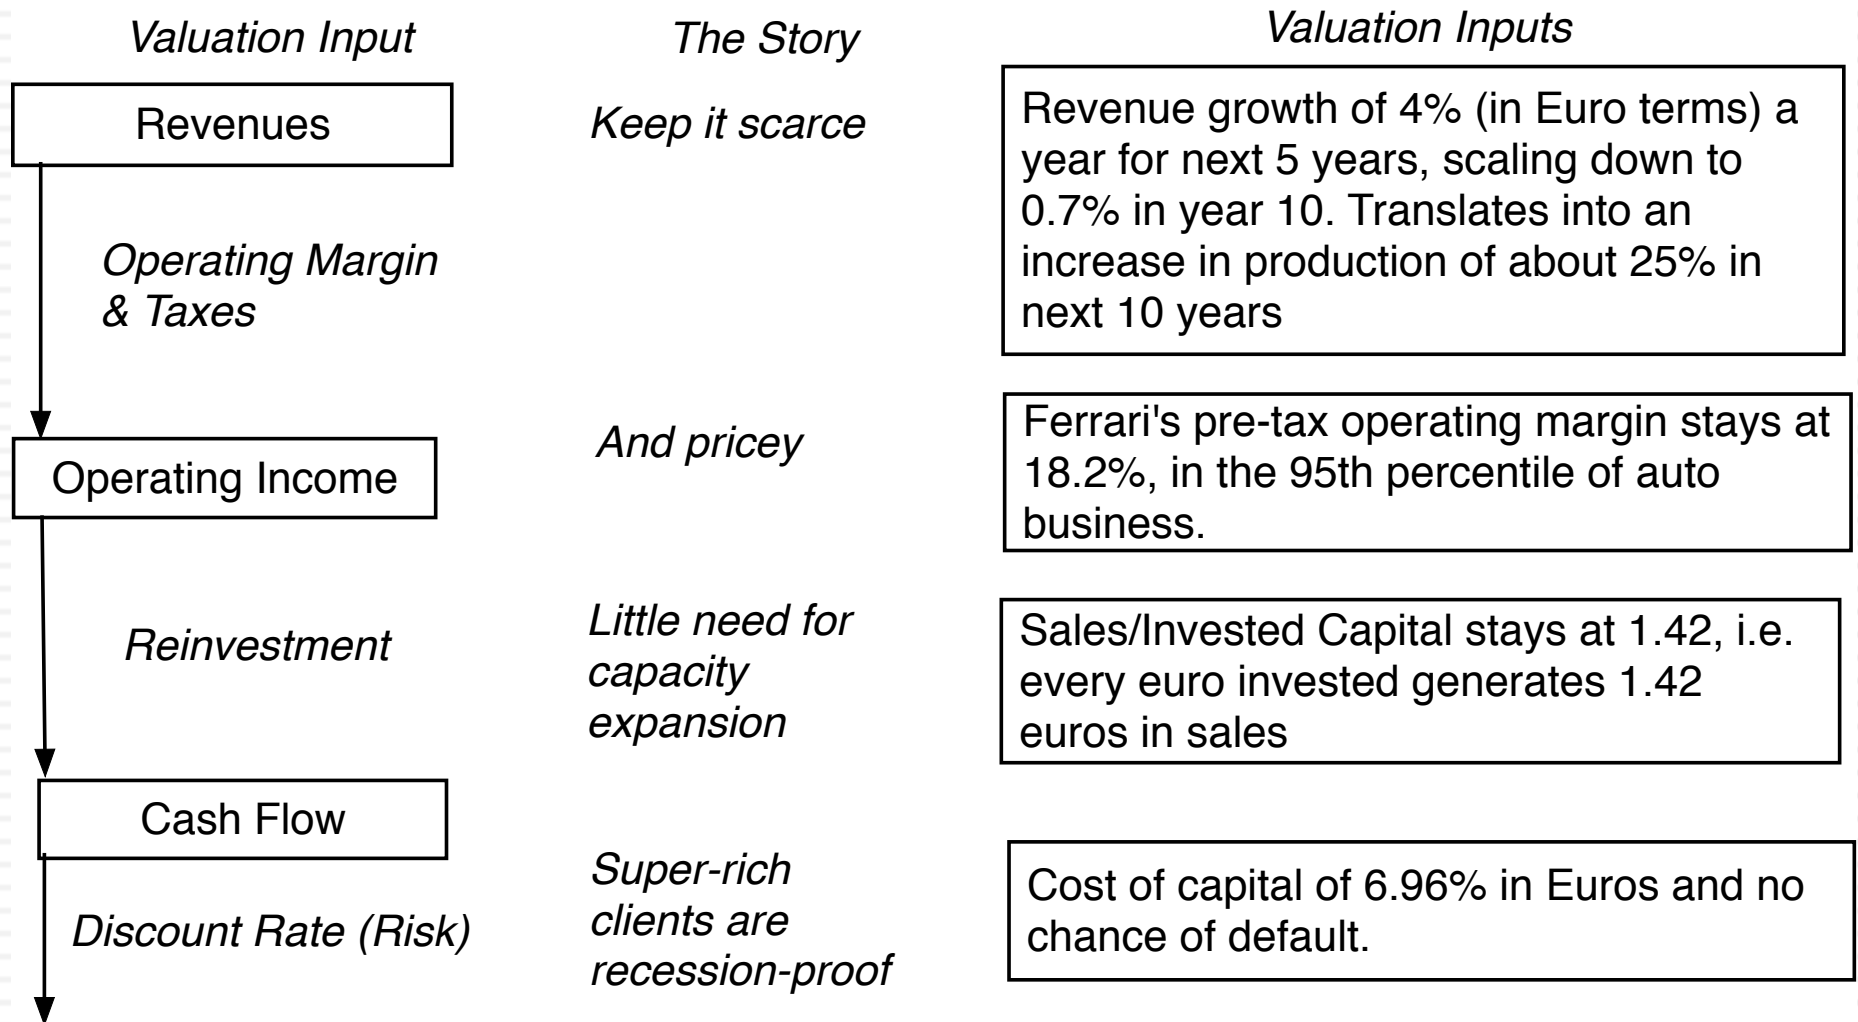 Valuation Input
The Story
Valuation Inputs
Revenues
Keep it scarce
Revenue growth of 4% (in Euro terms) a
year for next 5 years, scaling down to
0.7% in year 10. Translates into an
increase in production of about 25% in
next 10 years
Operating Margin
& Taxes
Operating Income
And pricey
Ferrari's pre-tax operating margin stays at
18.2%, in the 95th percentile of auto
business.
Reinvestment
Little need for
capacity
expansion
Sales/Invested Capital stays at 1.42, i.e.
every euro invested generates 1.42
euros in sales
Cash Flow
Discount Rate (Risk)
Super-rich
clients are
recession-proof
Cost of capital of 6.96% in Euros and no
chance of default.